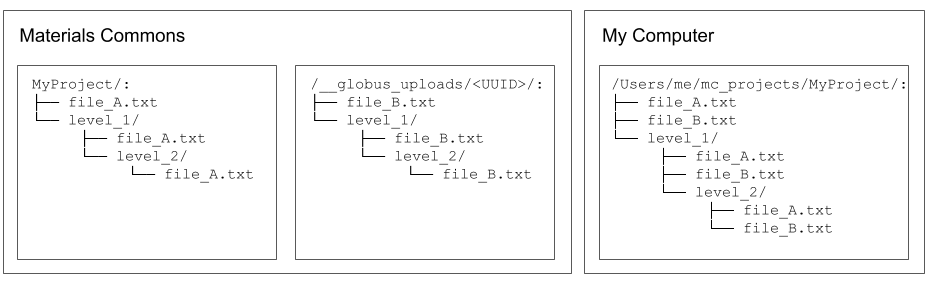 Materials Commons
MyProject/:
├── file_A.txt
└── level_1/
    ├── file_A.txt
    └── level_2/
        └── file_A.txt
/__globus_uploads/<UUID>/:
├── file_B.txt
└── level_1/
    ├── file_B.txt
    └── level_2/
        └── file_B.txt
My Computer
/Users/me/mc_projects/MyProject/:
├── file_A.txt
├── file_B.txt
└── level_1/
    ├── file_A.txt
    ├── file_B.txt
    └── level_2/
        ├── file_A.txt
        └── file_B.txt